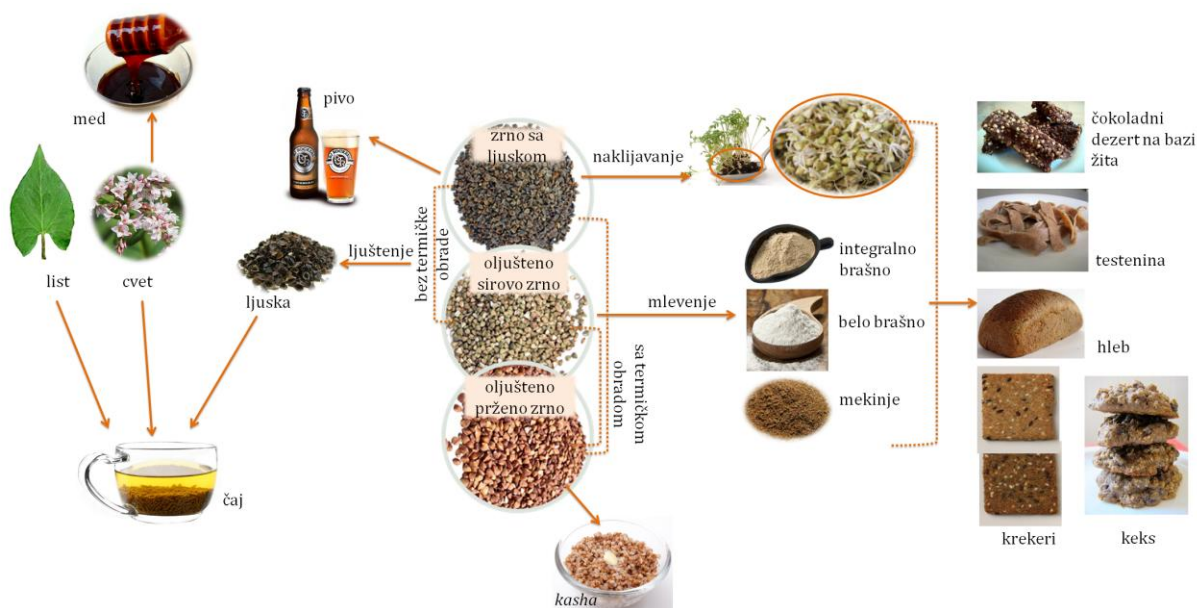 med
list
cvet
čaj
pivo
ljuštenje
ljuska
bez termičke
obrade
zrno sa
ljuskom
oljušteno
sirovo zrno
oljušteno
prženo zrno
sa termičkom
obradom
kasha
naklijavanje
mlevenje
integralno
brašno
belo brašno
mekinje
čokoladni
dezert na bazi
žita
testenina
hleb
krekeri
keks